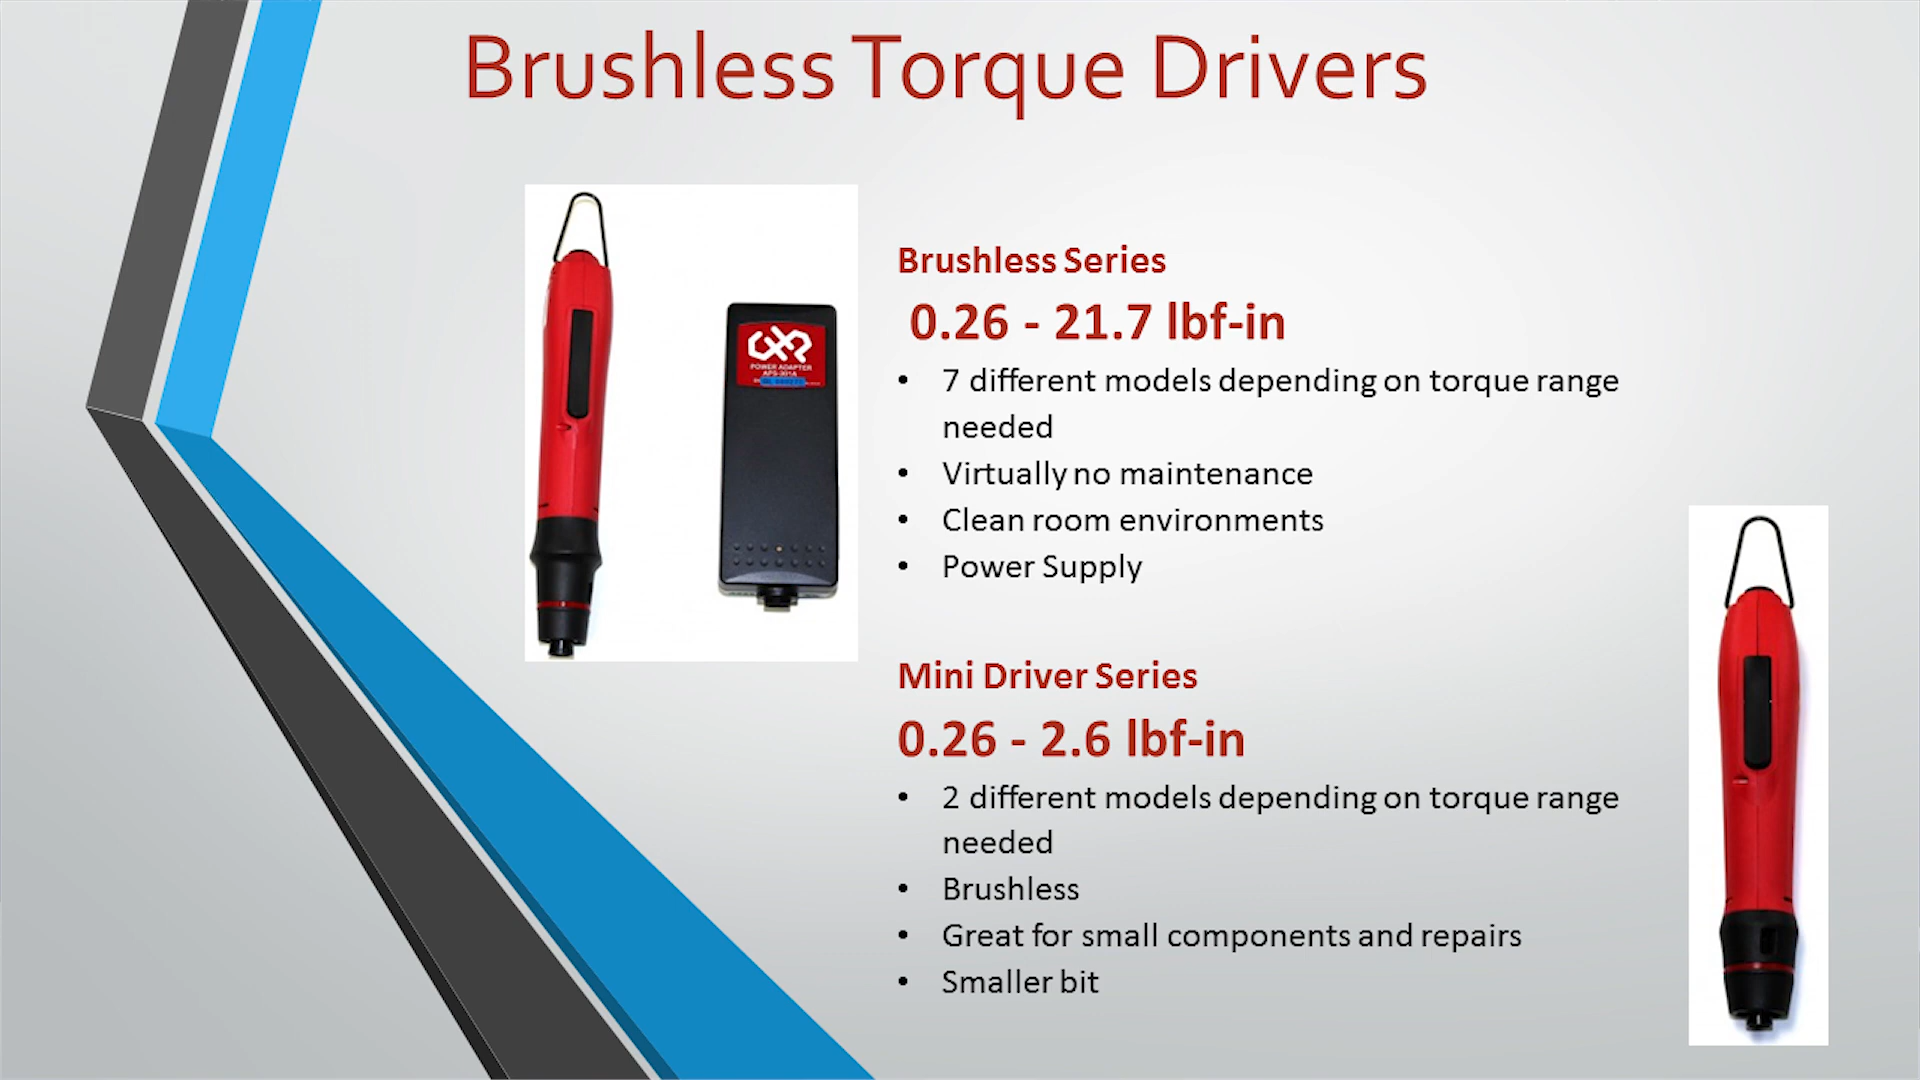 Brushless Torque Drivers
Brushless Series
0.26 - 21.7 lbf-in
• 7 different models depending on torque range
needed
• Virtually no maintenance
• Clean room environments
• Power Supply
POWER ADAPTER
APS-301A
Mini Driver Series
0.26 - 2.6 lbf-in
• 2 different models depending on torque range
needed
• Brushless
• Great for small components and repairs
• Smaller bit